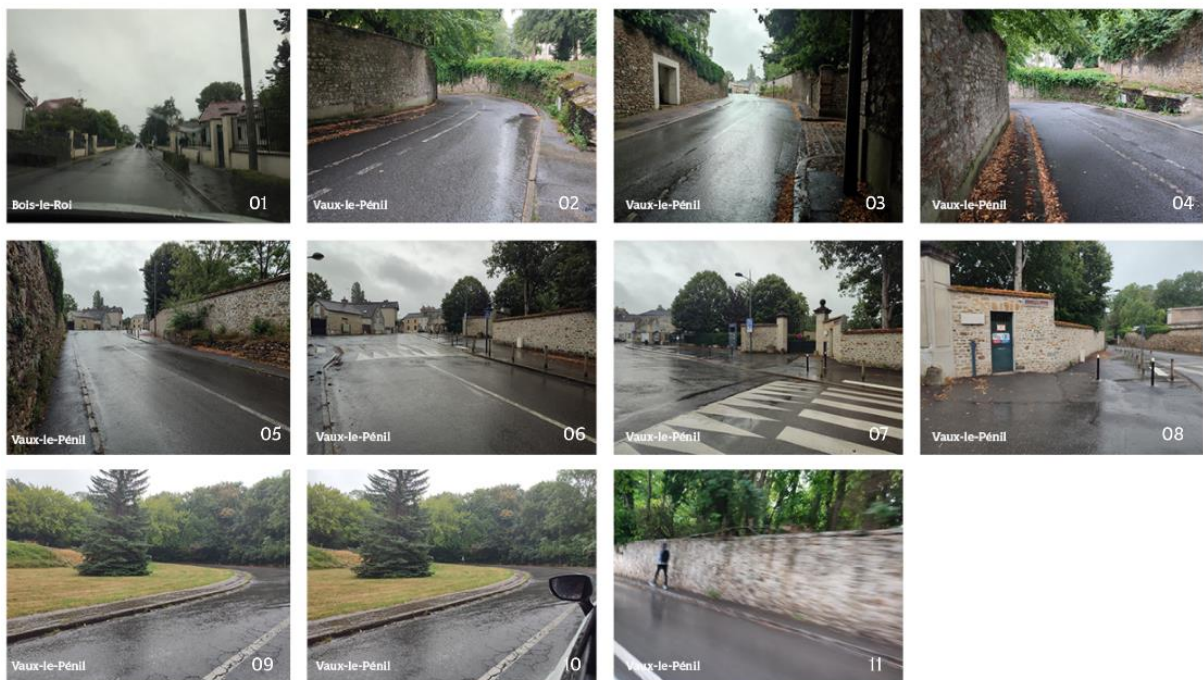 Bois-le-Roi 01
Vaux-le-Pénil 02
Vaux-le-Pénil 03
Vaux-le-Pénil 04
Vaux-le-Pénil 05
Vaux-le-Pénil 06
Vaux-le-Pénil 07
Vaux-le-Pénil 08
Vaux-le-Pénil 09
Vaux-le-Pénil 10
Vaux-le-Pénil 11